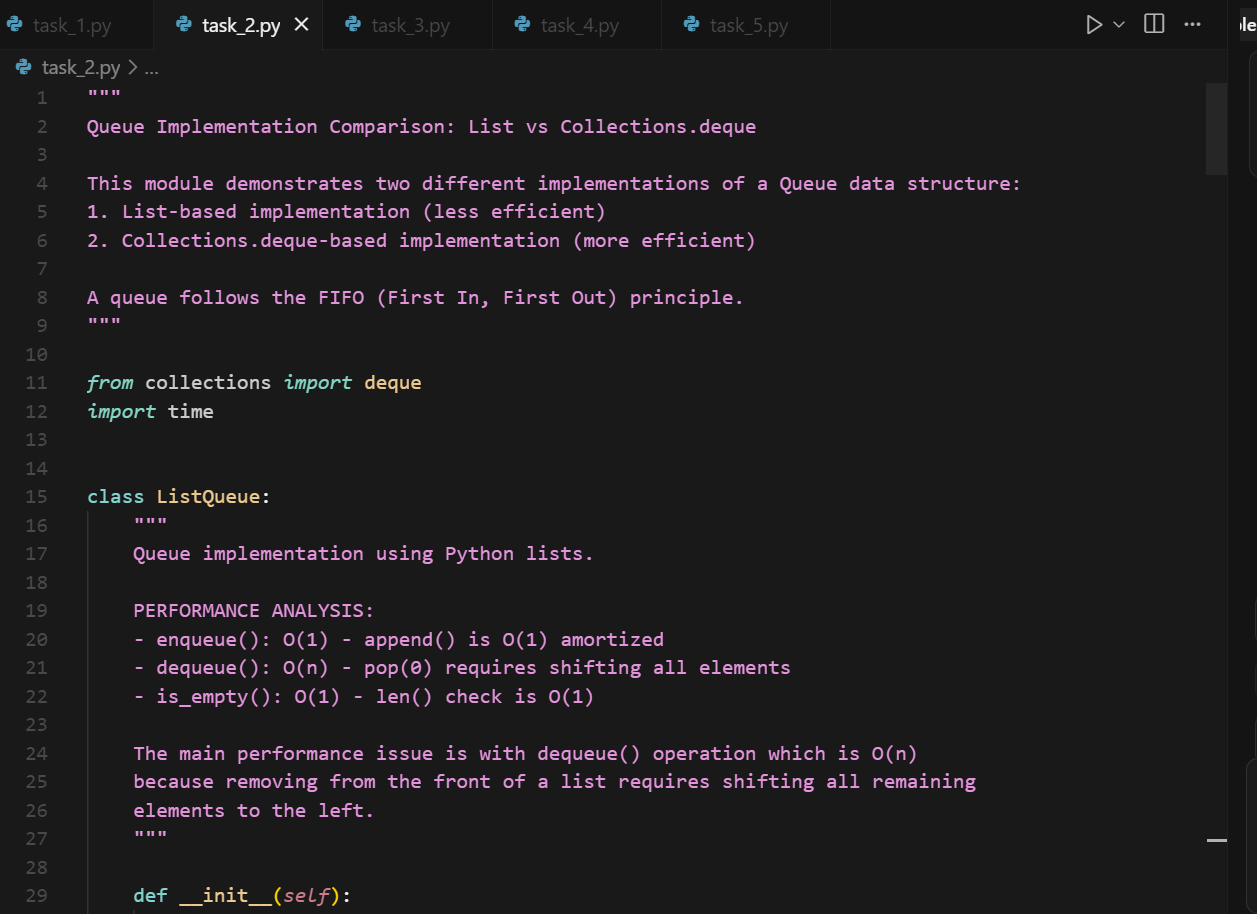 task_1.py task_2.py task_3.py task_4.py task_5.py
task_2.py > ...
1 """
2 Queue Implementation Comparison: List vs Collections.deque
3
4 This module demonstrates two different implementations of a Queue data structure:
5 1. List-based implementation (less efficient)
6 2. Collections.deque-based implementation (more efficient)
7
8 A queue follows the FIFO (First In, First Out) principle.
9 """
10
11 from collections import deque
12 import time
13
14
15 class ListQueue:
16     """
17     Queue implementation using Python lists.
18
19     PERFORMANCE ANALYSIS:
20     - enqueue(): O(1) - append() is O(1) amortized
21     - dequeue(): O(n) - pop(0) requires shifting all elements
22     - is_empty(): O(1) - len() check is O(1)
23
24     The main performance issue is with dequeue() operation which is O(n)
25     because removing from the front of a list requires shifting all remaining
26     elements to the left.
27     """
28
29     def __init__(self):